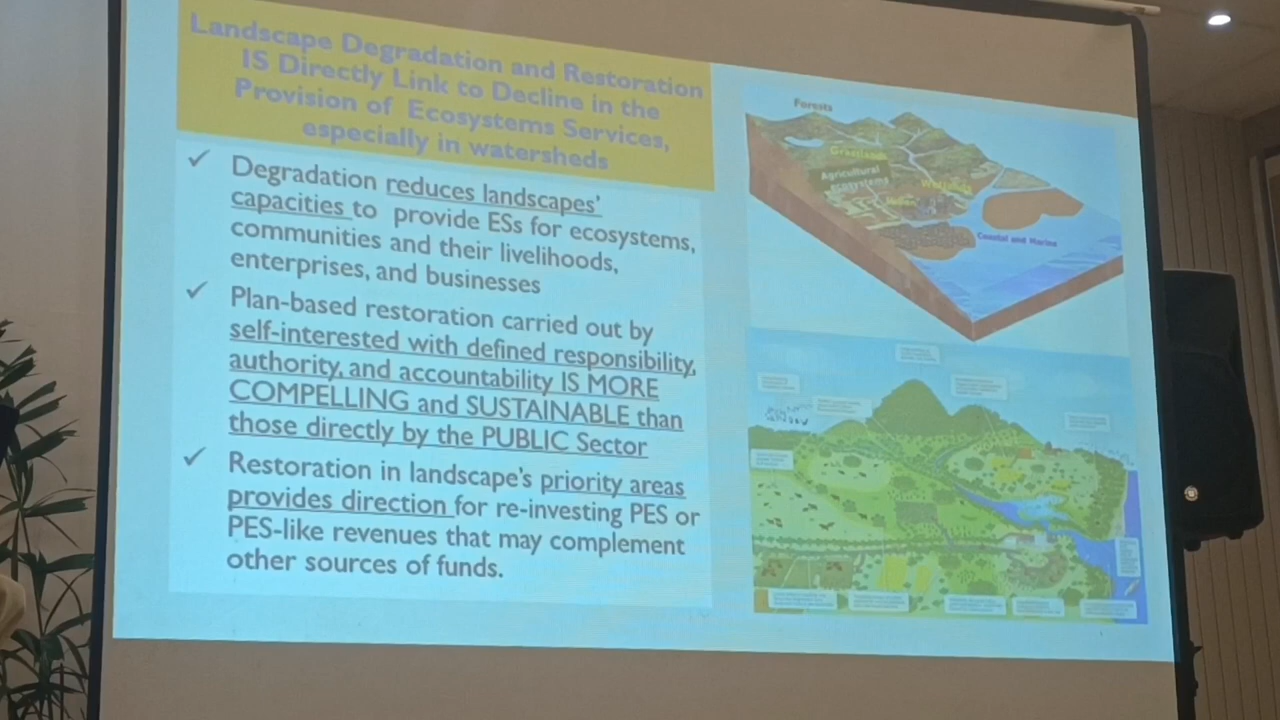 Landscape Degradation and Restoration
IS Directly Link to Decline in the
Provision of Ecosystems Services,
especially in watersheds
✓ Degradation reduces landscapes'
capacities to provide ESs for ecosystems,
communities and their livelihoods,
enterprises, and businesses
✓ Plan-based restoration carried out by
self-interested with defined responsibility,
authority, and accountability IS MORE
COMPELLING and SUSTAINABLE than
those directly by the PUBLIC Sector
✓ Restoration in landscape's priority areas
provides direction for re-investing PES or
PES-like revenues that may complement
other sources of funds.
Forests
Grasslands
Agricultural
ecosystems
Wetlands
Urban
Coastal and Marine